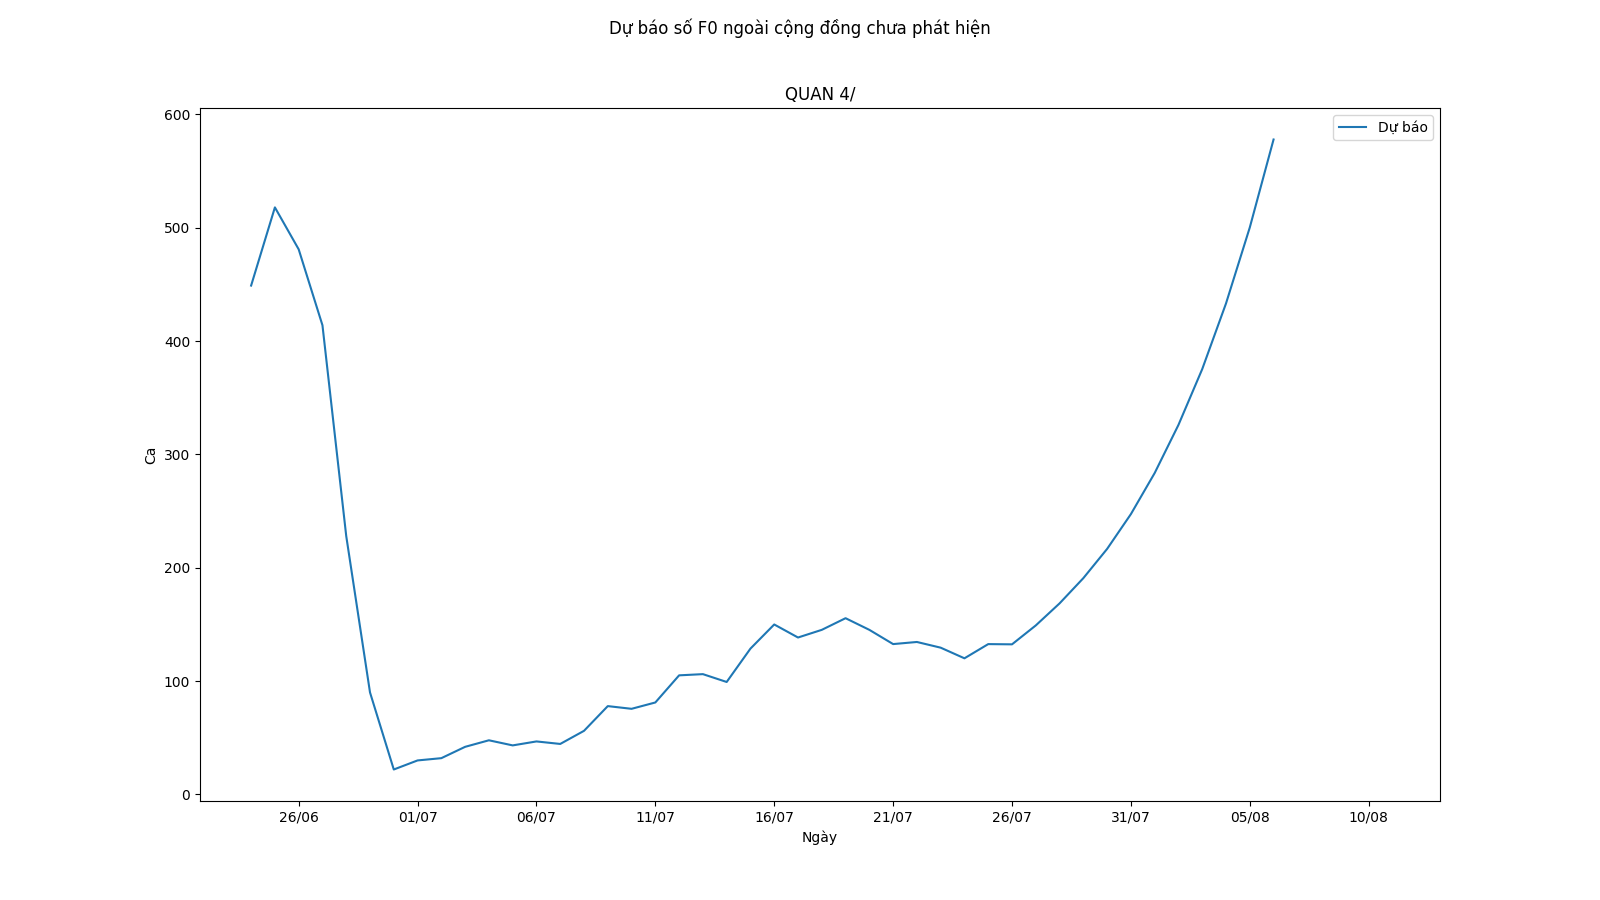 Dự báo số F0 ngoài cộng đồng chưa phát hiện
QUAN 4/
Dự báo
600
500
400
300
200
100
0
Ca
26/06 01/07 06/07 11/07 16/07 21/07 26/07 31/07 05/08 10/08
Ngày